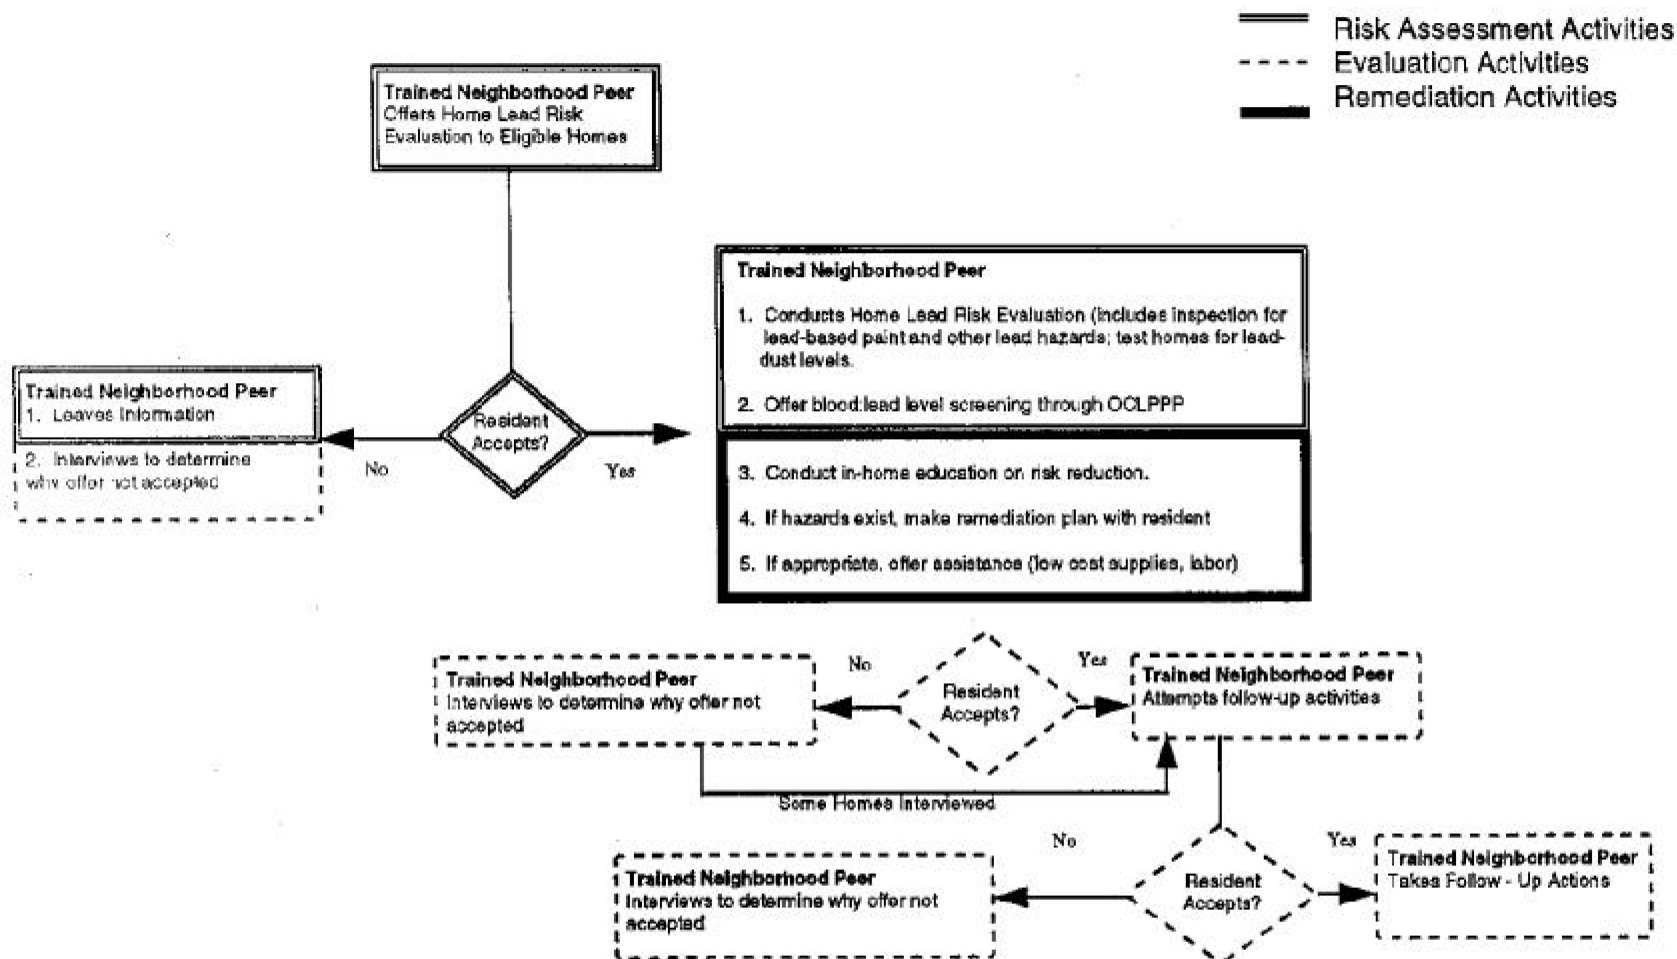 Risk Assessment Activities
Evaluation Activities
Remediation Activities
Trained Neighborhood Peer
Offers Home Lead Risk
Evaluation to Eligible Homes
Trained Neighborhood Peer
1. Conducts Home Lead Risk Evaluation (includes inspection for
lead-based paint and other lead hazards; test homes for lead-
dust levels.
2. Offer blood:lead level screening through OCLPPP
3. Conduct in-home education on risk reduction.
4. If hazards exist, make remediation plan with resident
5. If appropriate, offer assistance (low cost supplies, labor)
Trained Neighborhood Peer
1. Leaves Information
2. Interviews to determine
why offer not accepted
No
Resident
Accepts?
Yes
Trained Neighborhood Peer
Interviews to determine why offer not
accepted
No
Resident
Accepts?
Yes
Trained Neighborhood Peer
Attempts follow-up activities
Some Homes Interviewed
Trained Neighborhood Peer
Interviews to determine why offer not
accepted
No
Resident
Accepts?
Yes
Trained Neighborhood Peer
Takes Follow - Up Actions